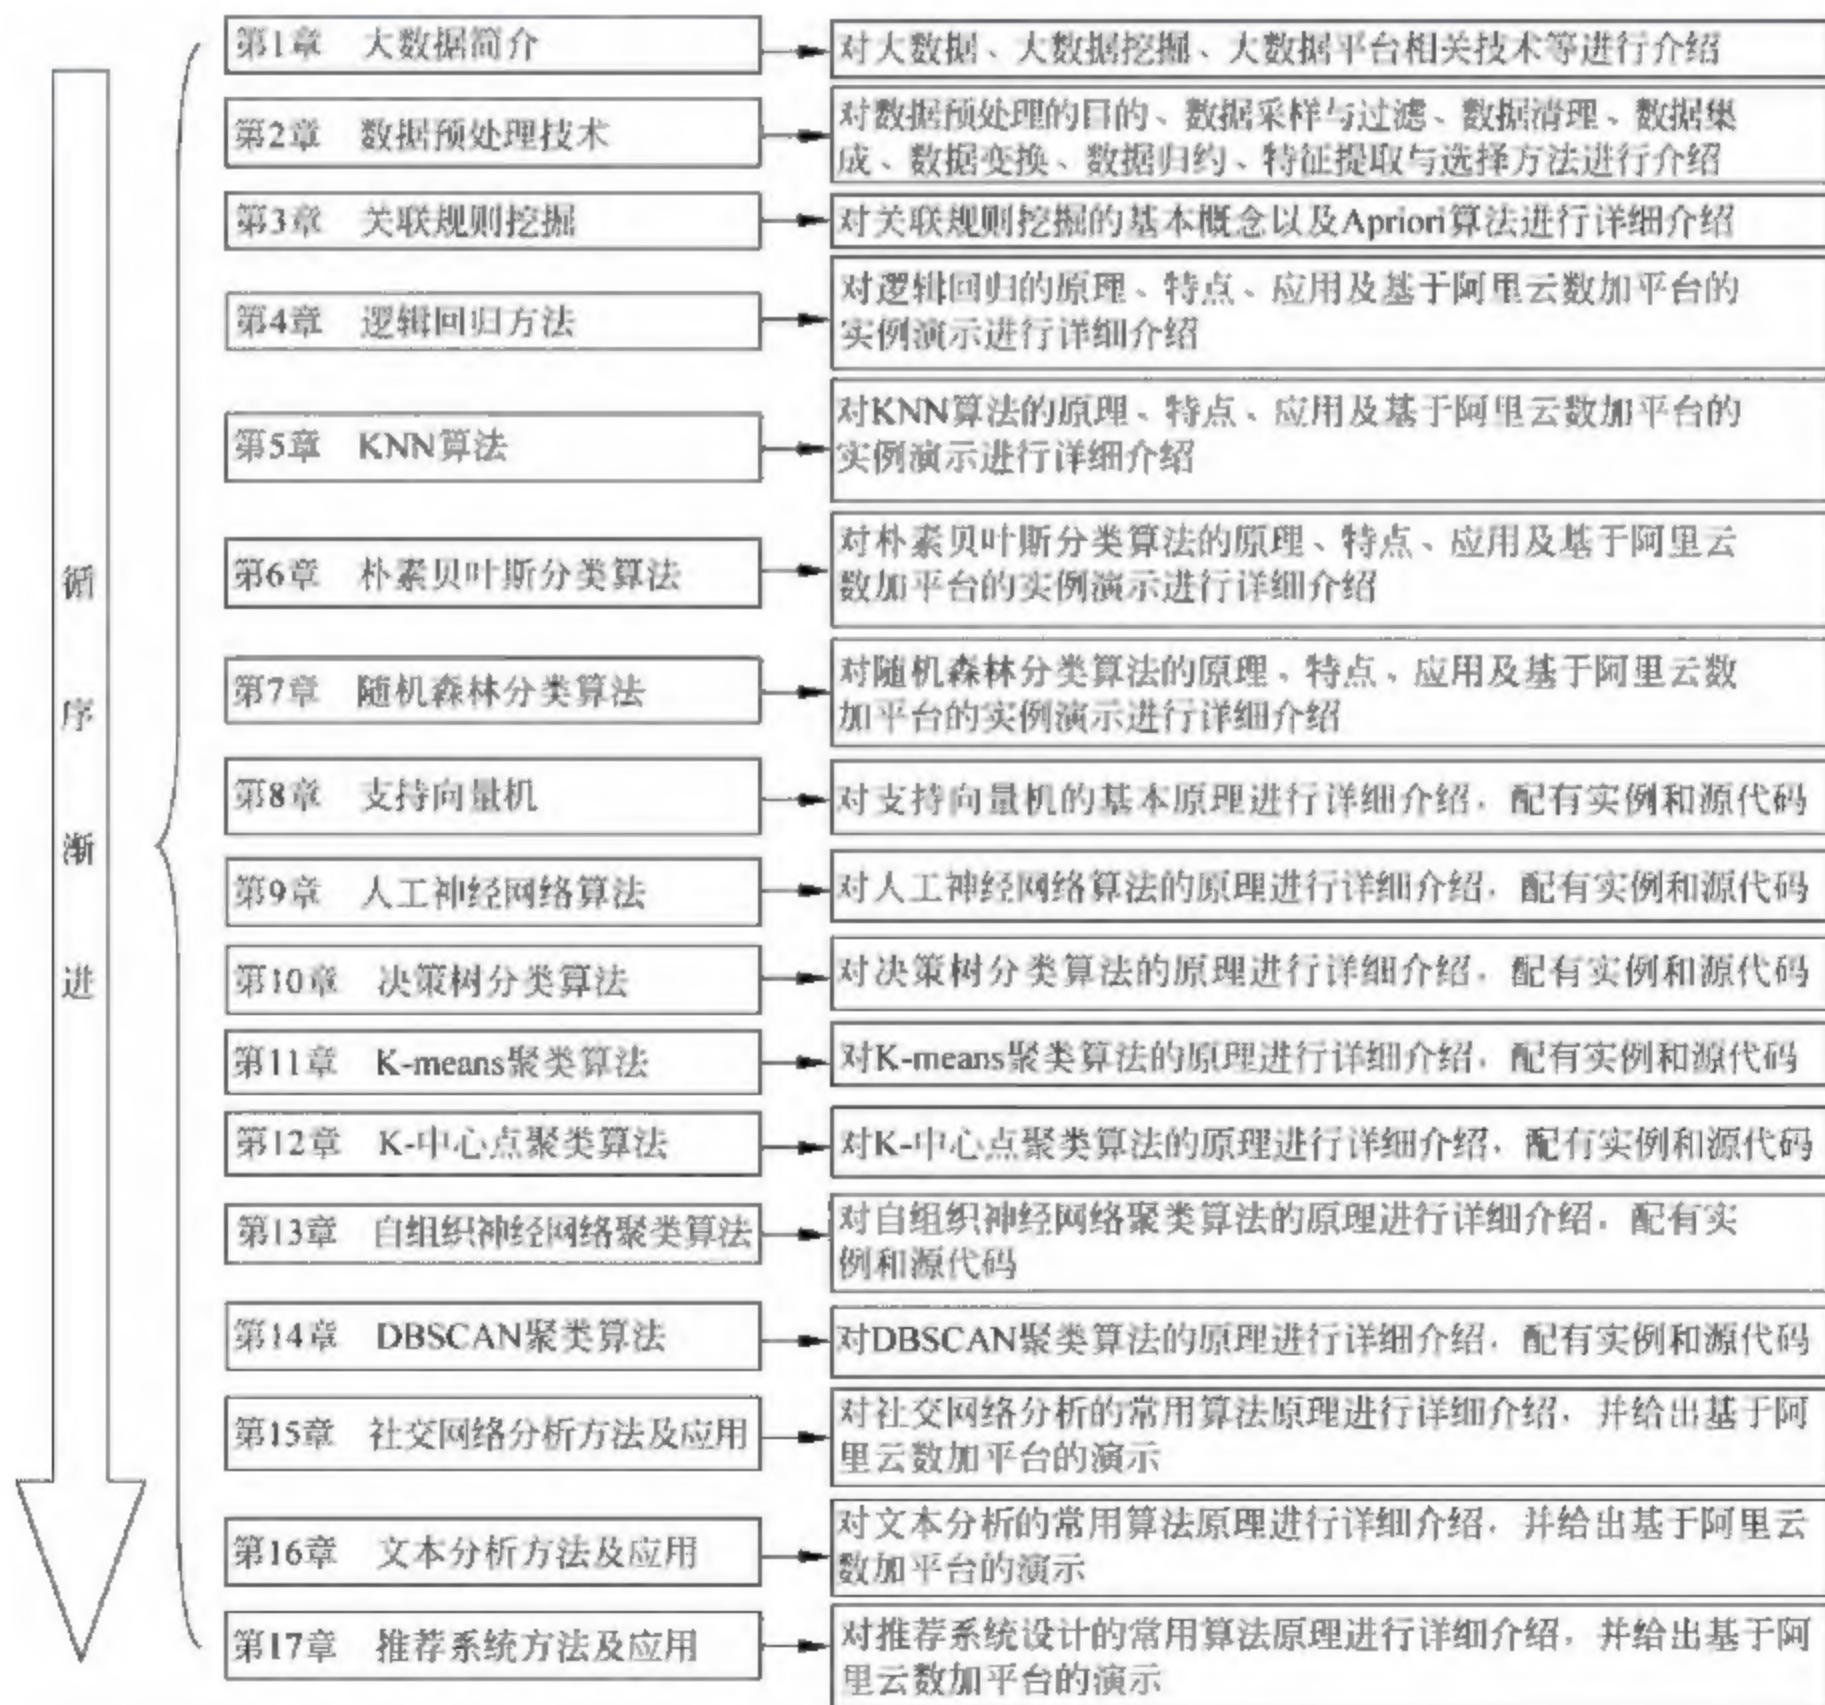 循
序
渐
进
第1章 大数据简介
对大数据、大数据挖掘、大数据平台相关技术等进行介绍
第2章 数据预处理技术
对数据预处理的目的、数据采样与过滤、数据清理、数据集
成、数据变换、数据归约、特征提取与选择方法进行介绍
第3章 关联规则挖掘
对关联规则挖掘的基本概念以及Apriori算法进行详细介绍
第4章 逻辑回归方法
对逻辑回归的原理、特点、应用及基于阿里云数加平台的
实例演示进行详细介绍
第5章 KNN算法
对KNN算法的原理、特点、应用及基于阿里云数加平台的
实例演示进行详细介绍
第6章 朴素贝叶斯分类算法
对朴素贝叶斯分类算法的原理、特点、应用及基于阿里云
数加平台的实例演示进行详细介绍
第7章 随机森林分类算法
对随机森林分类算法的原理、特点、应用及基于阿里云数
加平台的实例演示进行详细介绍
第8章 支持向量机
对支持向量机的基本原理进行详细介绍，配有实例和源代码
第9章 人工神经网络算法
对人工神经网络算法的原理进行详细介绍，配有实例和源代码
第10章 决策树分类算法
对决策树分类算法的原理进行详细介绍，配有实例和源代码
第11章 K-means聚类算法
对K-means聚类算法的原理进行详细介绍，配有实例和源代码
第12章 K-中心点聚类算法
对K-中心点聚类算法的原理进行详细介绍，配有实例和源代码
第13章 自组织神经网络聚类算法
对自组织神经网络聚类算法的原理进行详细介绍，配有实
例和源代码
第14章 DBSCAN聚类算法
对DBSCAN聚类算法的原理进行详细介绍，配有实例和源代码
第15章 社交网络分析方法及应用
对社交网络分析的常用算法原理进行详细介绍，并给出基于阿
里云数加平台的演示
第16章 文本分析方法及应用
对文本分析的常用算法原理进行详细介绍，并给出基于阿里云
数加平台的演示
第17章 推荐系统方法及应用
对推荐系统设计的常用算法原理进行详细介绍，并给出基于阿
里云数加平台的演示